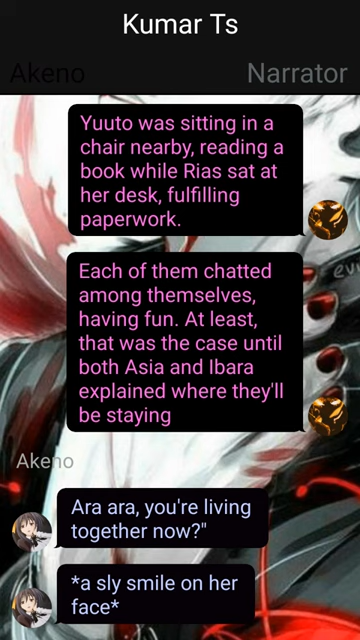 Kumar Ts
Akeno
Narrator
Yuuto was sitting in a
chair nearby, reading a
book while Rias sat at
her desk, fulfilling
paperwork.
Each of them chatted
among themselves,
having fun. At least,
that was the case until
both Asia and Ibara
explained where they'll
be staying
Akeno
Ara ara, you're living
together now?"
*a sly smile on her
face*